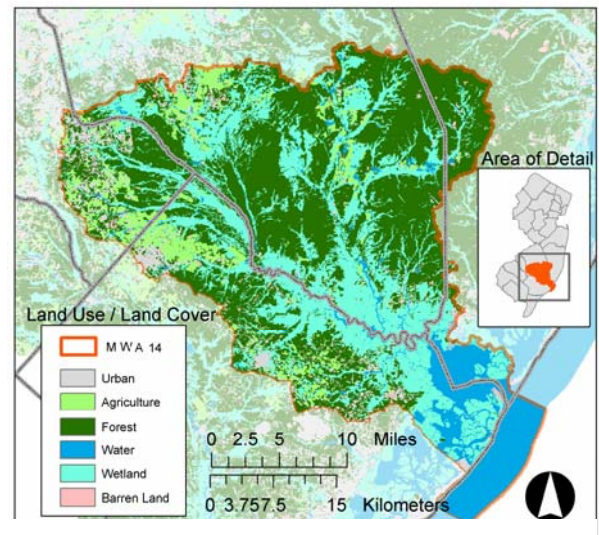 Area of Detail
Land Use / Land Cover
MWA 14
Urban
Agriculture
Forest
Water
Wetland
Barren Land
0 2.5 5 10 Miles
0 3.757.5 15 Kilometers